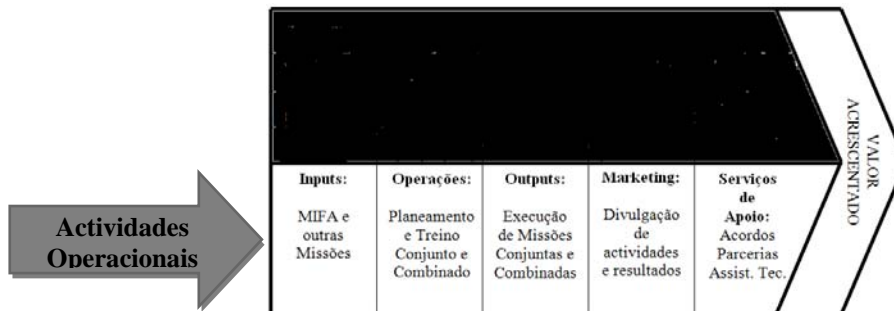 Actividades
Operacionais
Inputs:
MIFA e
outras
Missões
Operações:
Planeamento
e Treino
Conjunto e
Combinado
Outputs:
Execução
de Missões
Conjuntas e
Combinadas
Marketing:
Divulgação
de
actividades
e resultados
Serviços
de
Apoio:
Acordos
Parcerias
Assist. Tec.
VALOR
ACRESCENTADO